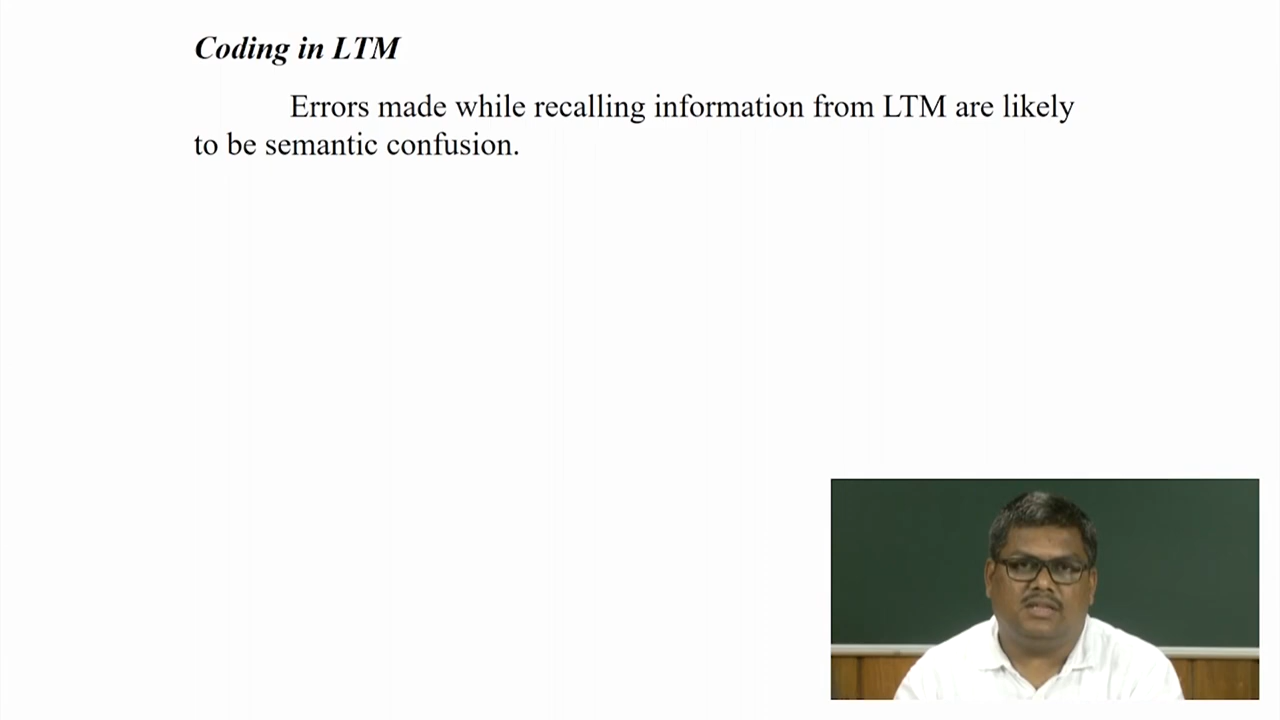 Coding in LTM
Errors made while recalling information from LTM are likely
to be semantic confusion.